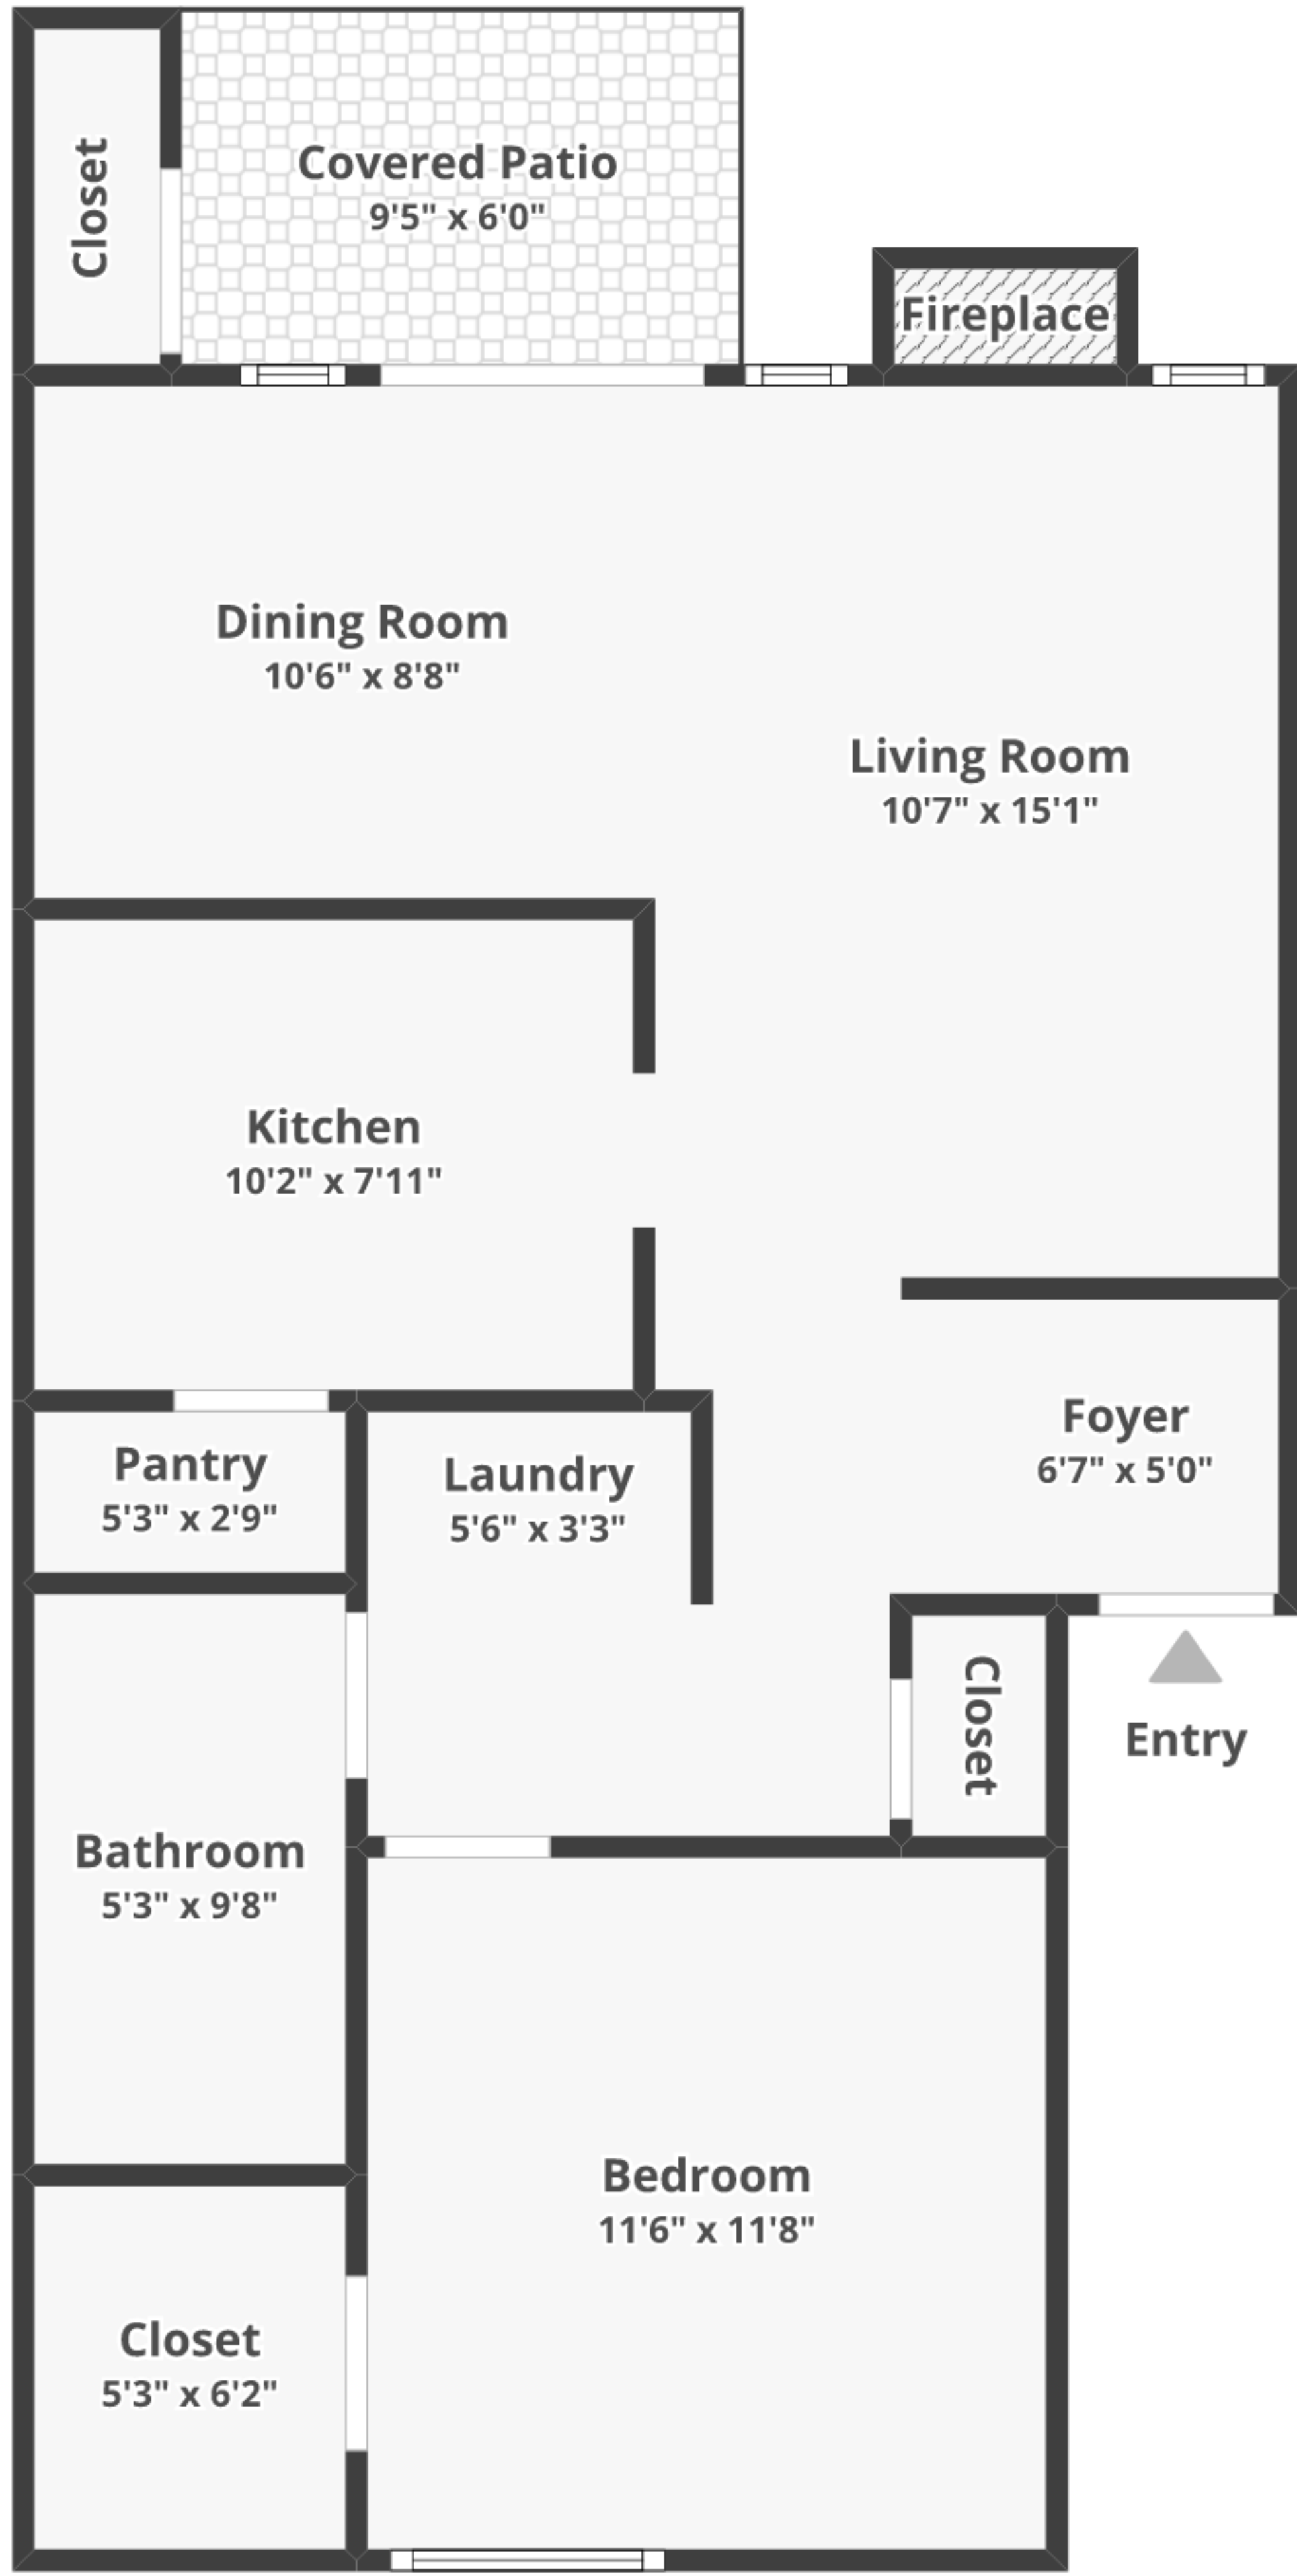 Closet
Covered Patio
9'5" x 6'0"
Fireplace
Dining Room
10'6" x 8'8"
Living Room
10'7" x 15'1"
Kitchen
10'2" x 7'11"
Foyer
6'7" x 5'0"
Pantry
5'3" x 2'9"
Laundry
5'6" x 3'3"
Closet
Entry
Bathroom
5'3" x 9'8"
Bedroom
11'6" x 11'8"
Closet
5'3" x 6'2"